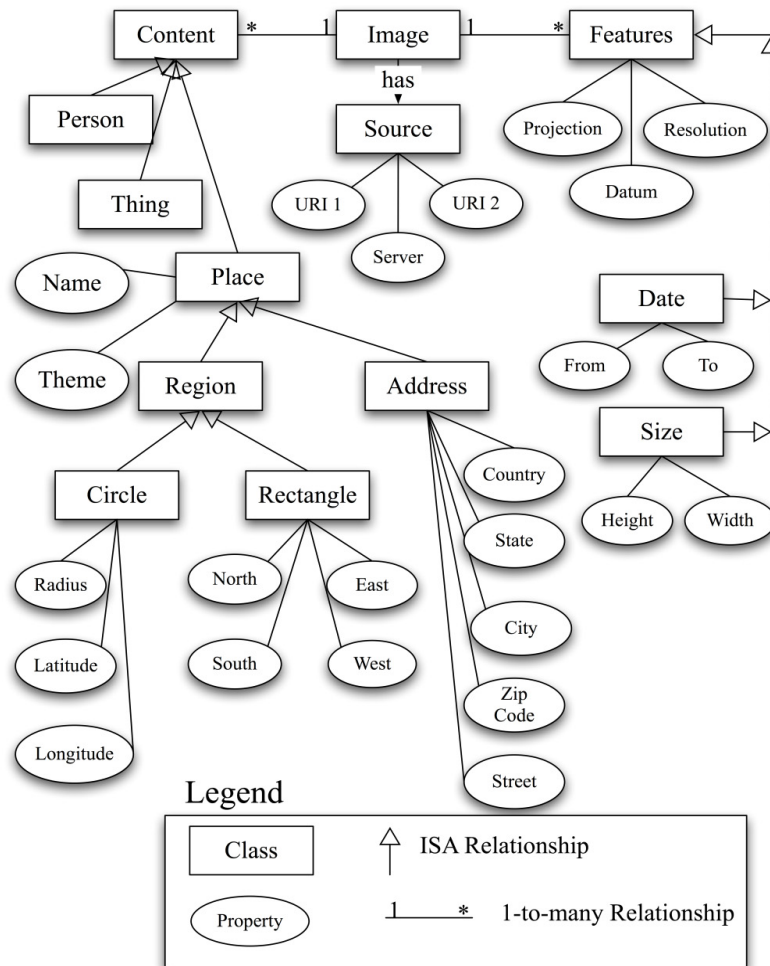 Content * 1 Image 1 * Features
has
Person
Source
Projection Resolution
Thing
URI 1 URI 2
Datum
Server
Name
Place
Date
Theme
From To
Region Address
Size
Country
Circle Rectangle
Height Width
State
North East
Radius
City
Latitude South West
Zip
Code
Longitude
Street
Legend
Class ISA Relationship
Property 1 * 1-to-many Relationship